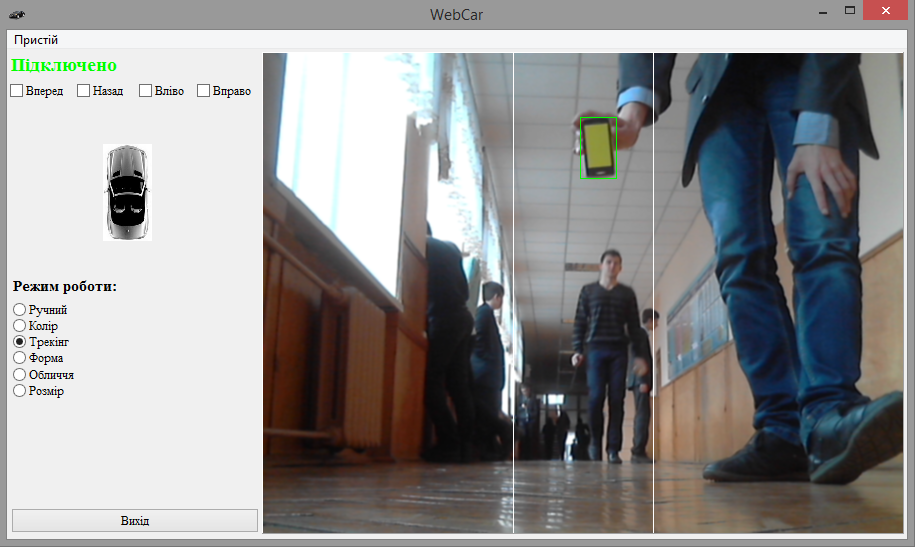 WebCar
Пристій
Підключено
Вперед Назад Вліво Вправо
Режим роботи:
Ручний
Колір
Трекінг
Форма
Обличчя
Розмір
Вихід